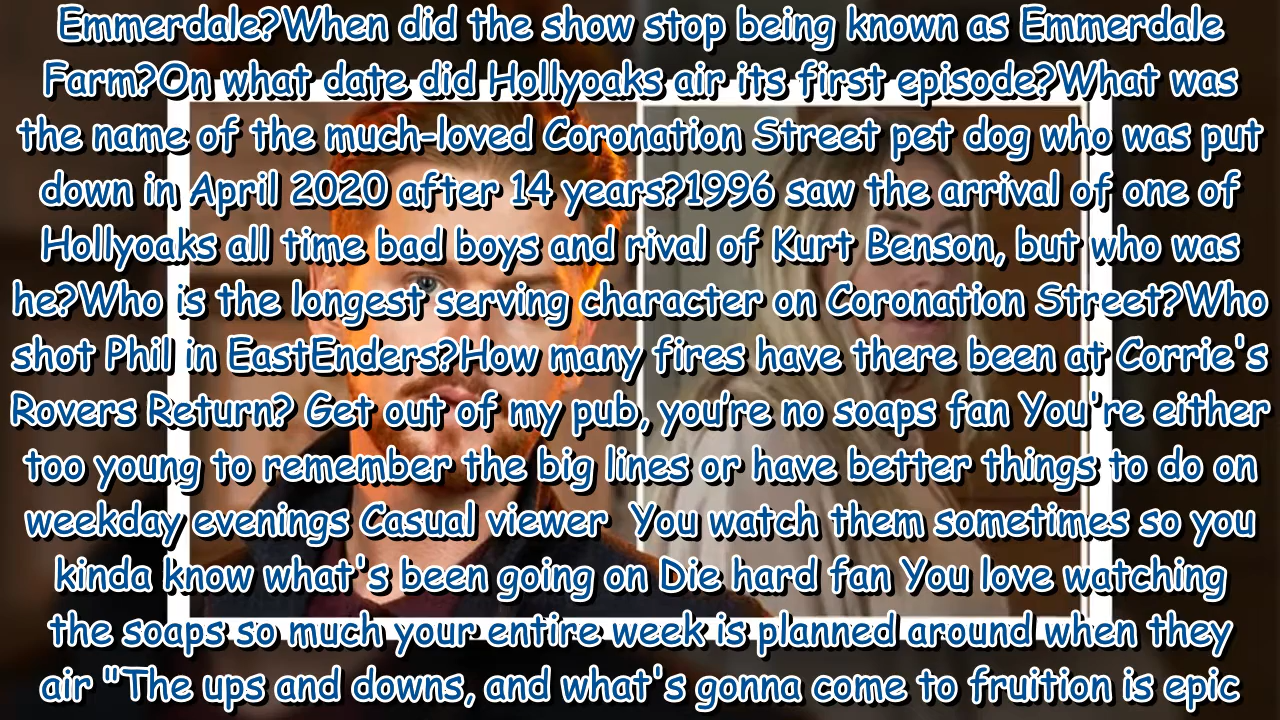 Emmerdale?When did the show stop being known as Emmerdale
Farm?On what date did Hollyoaks air its first episode?What was
the name of the much-loved Coronation Street pet dog who was put
down in April 2020 after 14 years?1996 saw the arrival of one of
Hollyoaks all time bad boys and rival of Kurt Benson, but who was
he?Who is the longest serving character on Coronation Street?Who
shot Phil in EastEnders?How many fires have there been at Corrie's
Rovers Return? Get out of my pub, you’re no soaps fan You're either
too young to remember the big lines or have better things to do on
weekday evenings Casual viewer  You watch them sometimes so you
kinda know what's been going on Die hard fan You love watching
the soaps so much your entire week is planned around when they
air "The ups and downs, and what's gonna come to fruition is epic